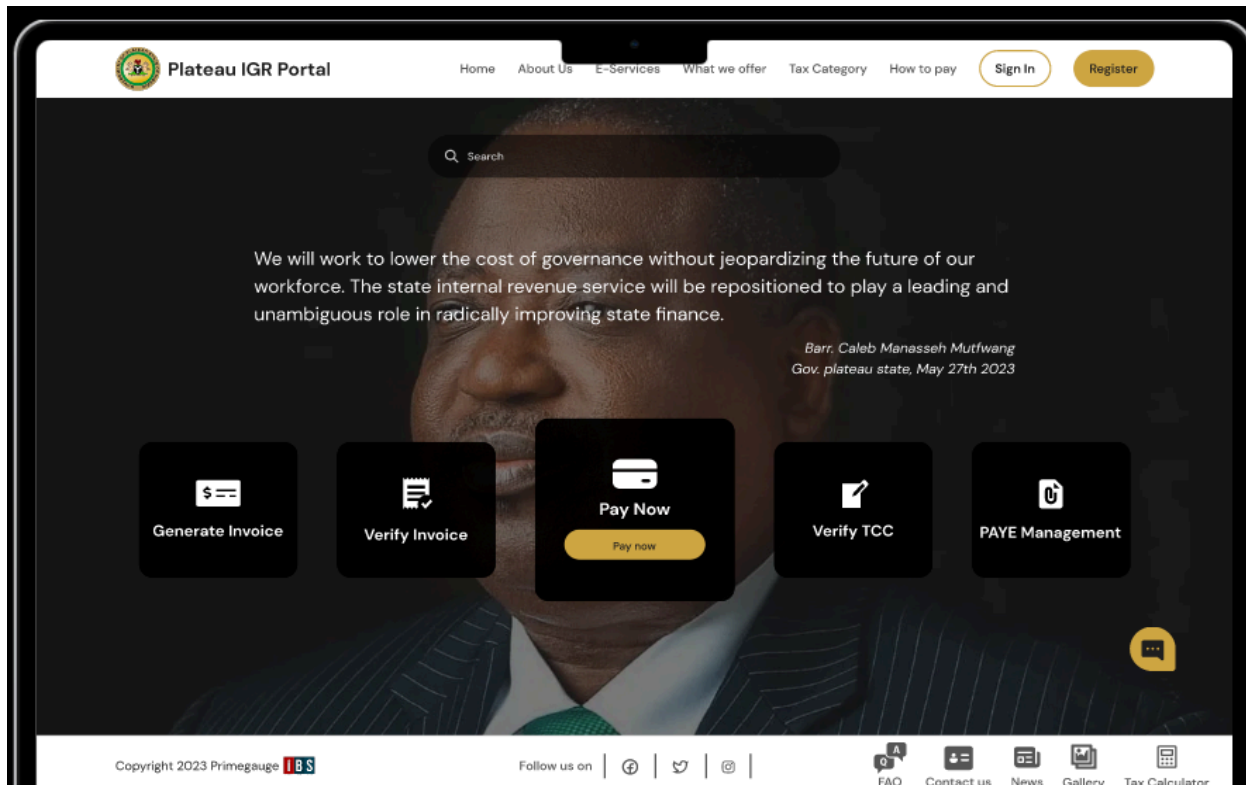 Plateau IGR Portal
Home About Us E-Services What we offer Tax Category How to pay Sign In Register
Search
We will work to lower the cost of governance without jeopardizing the future of our
workforce. The state internal revenue service will be repositioned to play a leading and
unambiguous role in radically improving state finance.
Barr. Caleb Manasseh Mutfwang
Gov. plateau state, May 27th 2023
Generate Invoice
Verify Invoice
Pay Now
Pay now
Verify TCC
PAYE Management
Copyright 2023 Primegauge IBS
Follow us on
Q A
FAQ Contact us News Gallery Tax Calculator